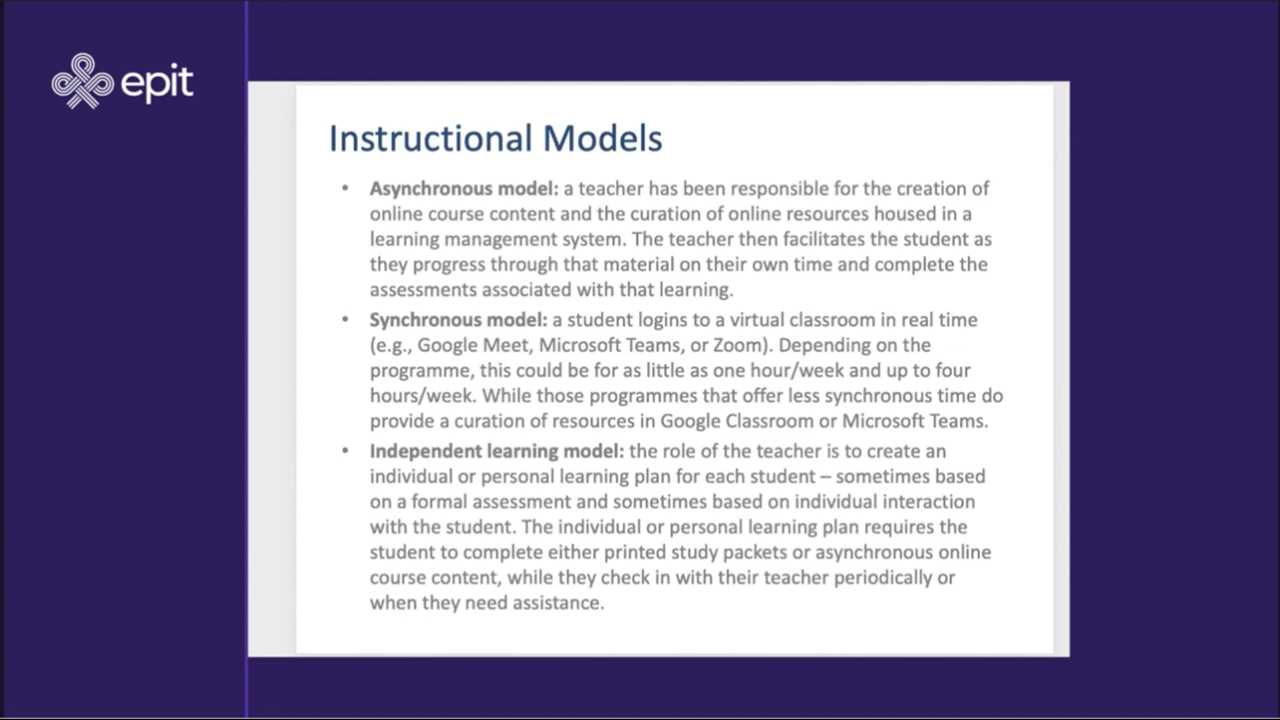 epit
Instructional Models
• Asynchronous model: a teacher has been responsible for the creation of
online course content and the curation of online resources housed in a
learning management system. The teacher then facilitates the student as
they progress through that material on their own time and complete the
assessments associated with that learning.
• Synchronous model: a student logins to a virtual classroom in real time
(e.g., Google Meet, Microsoft Teams, or Zoom). Depending on the
programme, this could be for as little as one hour/week and up to four
hours/week. While those programmes that offer less synchronous time do
provide a curation of resources in Google Classroom or Microsoft Teams.
• Independent learning model: the role of the teacher is to create an
individual or personal learning plan for each student – sometimes based
on a formal assessment and sometimes based on individual interaction
with the student. The individual or personal learning plan requires the
student to complete either printed study packets or asynchronous online
course content, while they check in with their teacher periodically or
when they need assistance.